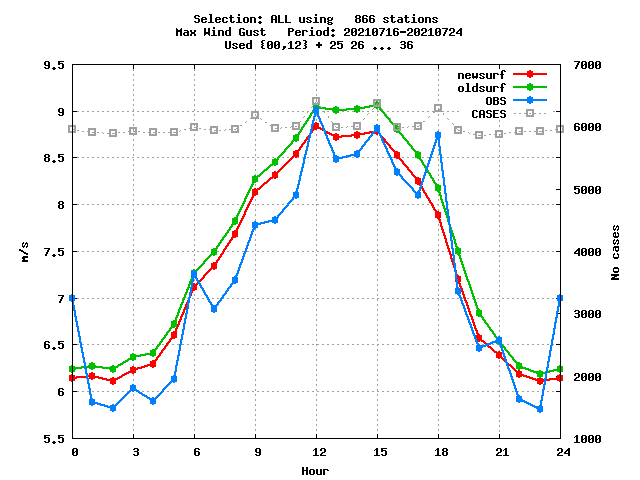 Selection: ALL using   866 stations
Max Wind Gust   Period: 20210716-20210724
Used {00,12} + 25 26 ... 36
newsurf
oldsurf
OBS
CASES
9.5
9
8.5
8
7.5
7
6.5
6
5.5
m/s
7000
6000
5000
4000
3000
2000
1000
No cases
0 3 6 9 12 15 18 21 24
Hour